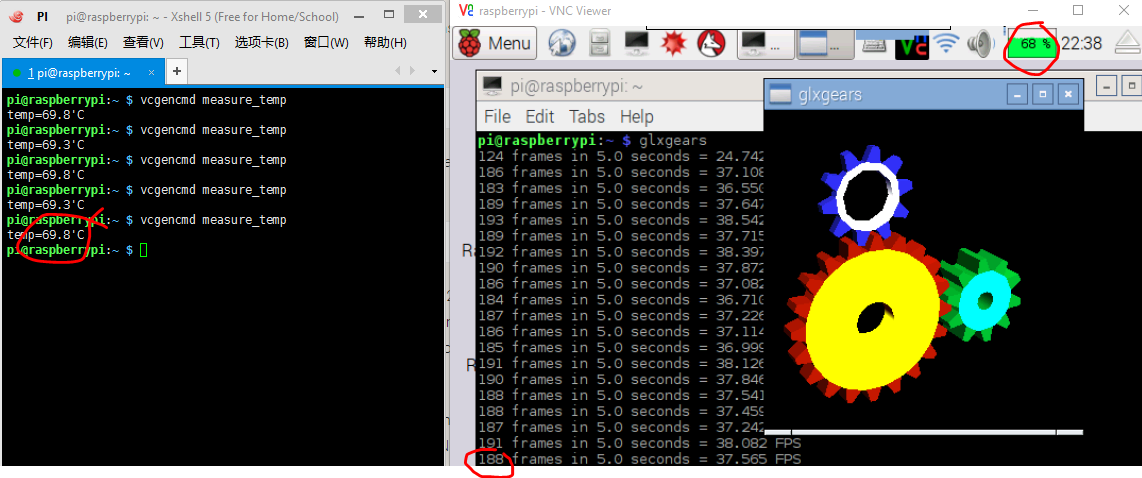 PI pi@raspberrypi: ~ - Xshell 5 (Free for Home/School)
文件(F) 编辑(E) 查看(V) 工具(T) 选项卡(B) 窗口(W) 帮助(H)
1 pi@raspberrypi: ~
pi@raspberrypi:~ $ vcgencmd measure_temp
temp=69.8'C
pi@raspberrypi:~ $ vcgencmd measure_temp
temp=69.3'C
pi@raspberrypi:~ $ vcgencmd measure_temp
temp=69.8'C
pi@raspberrypi:~ $ vcgencmd measure_temp
temp=69.3'C
pi@raspberrypi:~ $ vcgencmd measure_temp
temp=69.8'C
pi@raspberrypi:~ $
raspberrypi - VNC Viewer
Menu ... ... 68 % 22:38
pi@raspberrypi: ~
File Edit Tabs Help
pi@raspberrypi:~ $ glxgears
124 frames in 5.0 seconds = 24.742
186 frames in 5.0 seconds = 37.108
183 frames in 5.0 seconds = 36.550
189 frames in 5.0 seconds = 37.647
193 frames in 5.0 seconds = 38.542
189 frames in 5.0 seconds = 37.715
192 frames in 5.0 seconds = 38.397
190 frames in 5.0 seconds = 37.872
186 frames in 5.0 seconds = 37.082
184 frames in 5.0 seconds = 36.710
187 frames in 5.0 seconds = 37.226
186 frames in 5.0 seconds = 37.114
185 frames in 5.0 seconds = 36.999
191 frames in 5.0 seconds = 38.126
190 frames in 5.0 seconds = 37.846
188 frames in 5.0 seconds = 37.541
188 frames in 5.0 seconds = 37.459
187 frames in 5.0 seconds = 37.242
191 frames in 5.0 seconds = 38.082 FPS
188 frames in 5.0 seconds = 37.565 FPS
glxgears